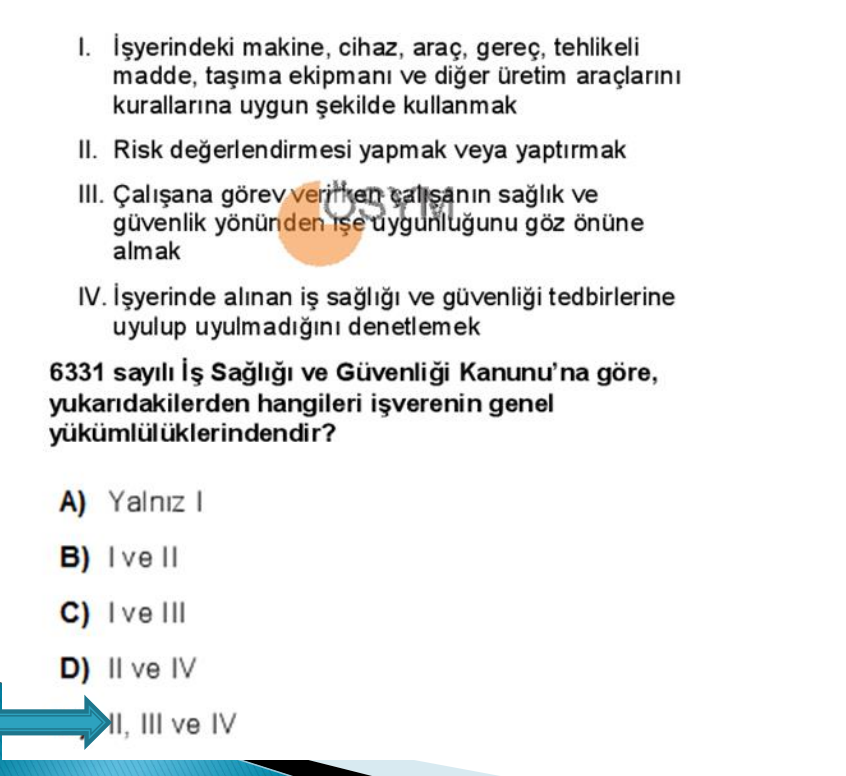 I. İşyerindeki makine, cihaz, araç, gereç, tehlikeli
madde, taşıma ekipmanı ve diğer üretim araçlarını
kurallarına uygun şekilde kullanmak
II. Risk değerlendirmesi yapmak veya yaptırmak
III. Çalışana görev verirken çalışanın sağlık ve
güvenlik yönünden işe uygunluğunu göz önüne
almak
ÖSYM
IV. İşyerinde alınan iş sağlığı ve güvenliği tedbirlerine
uyulup uyulmadığını denetlemek
6331 sayılı İş Sağlığı ve Güvenliği Kanunu'na göre,
yukarıdakilerden hangileri işverenin genel
yükümlülüklerindendir?
A) Yalnız I
B) I ve II
C) I ve III
D) II ve IV
II, III ve IV